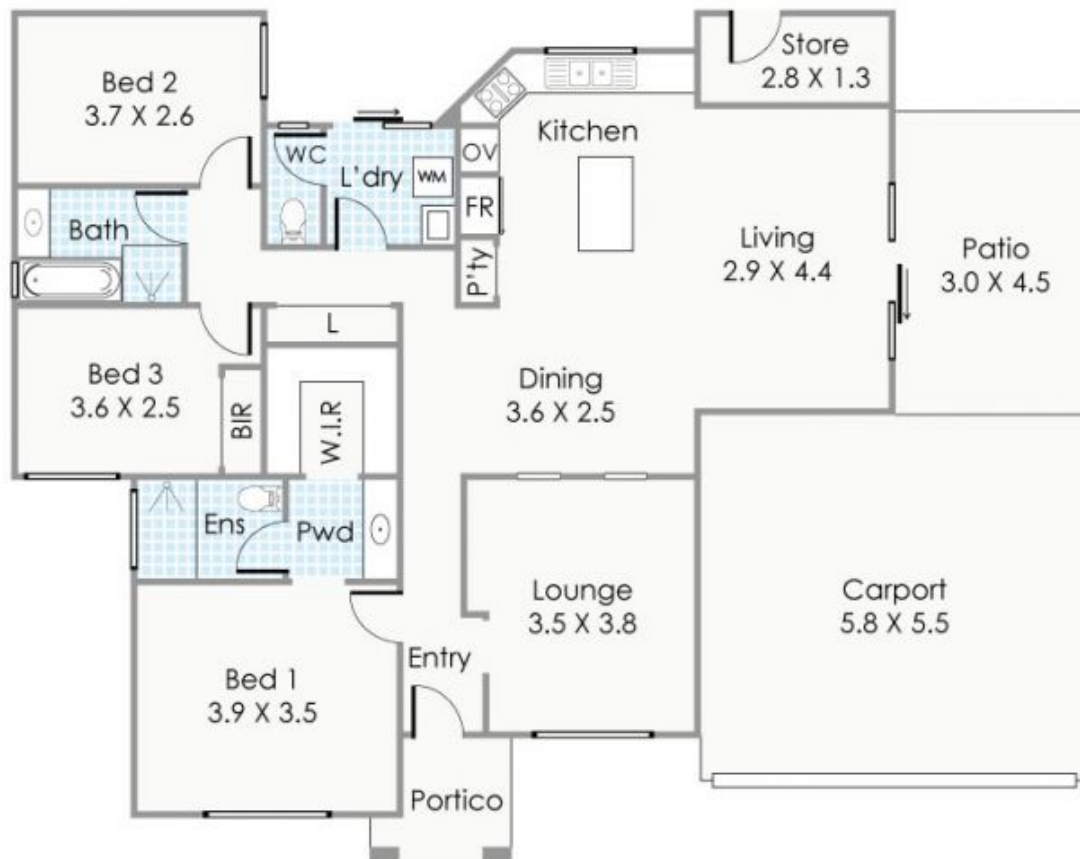 Bed 2
3.7 X 2.6
Store
2.8 X 1.3
WC
L'dry
WM
OV
FR
P'ty
Kitchen
Bath
Living
2.9 X 4.4
Patio
3.0 X 4.5
L
Bed 3
3.6 X 2.5
BIR
W.I.R
Dining
3.6 X 2.5
Ens
Pwd
Lounge
3.5 X 3.8
Carport
5.8 X 5.5
Entry
Bed 1
3.9 X 3.5
Portico